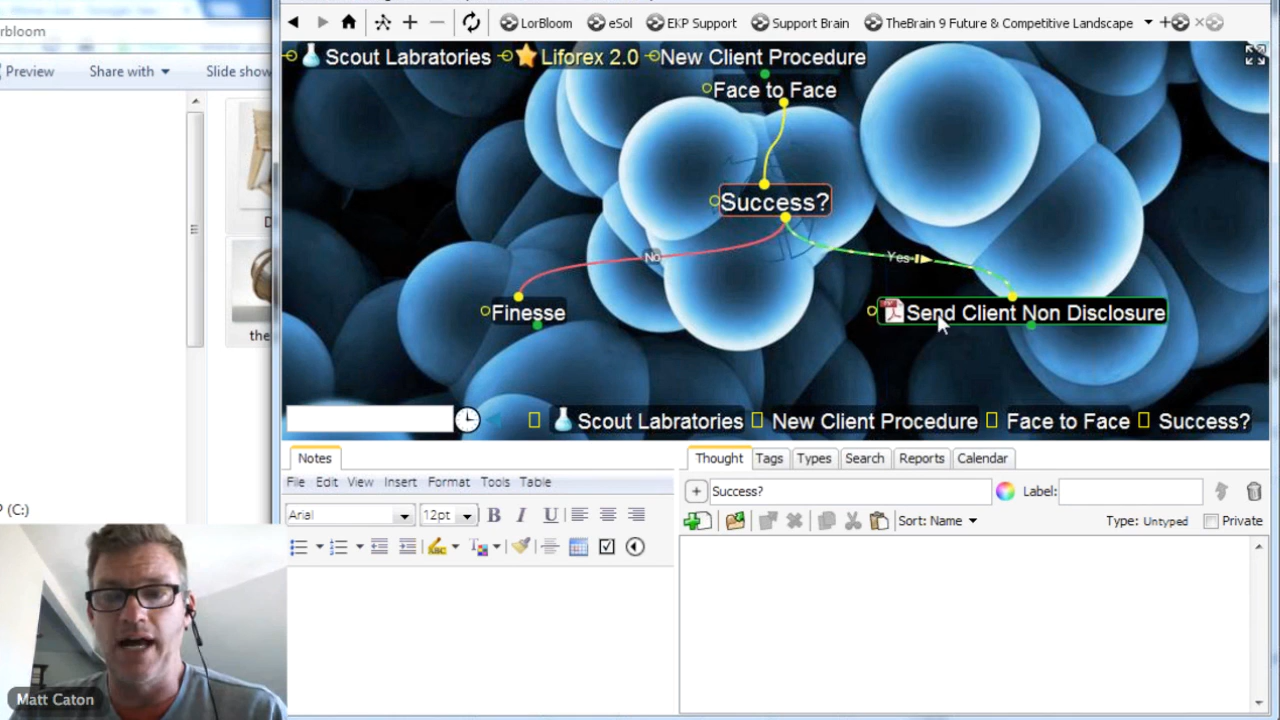 rbloom
Preview Share with Slide show
LorBloom eSol EKP Support Support Brain TheBrain 9 Future & Competitive Landscape
Scout Labratories Liforex 2.0 New Client Procedure
Face to Face
Success?
No Yes
Finesse Send Client Non Disclosure
the
Scout Labratories New Client Procedure Face to Face Success?
Notes
Thought Tags Types Search Reports Calendar
File Edit View Insert Format Tools Table
Success? Label:
Arial 12pt B I U
Sort: Name Type: Untyped Private
(C:)
Matt Caton